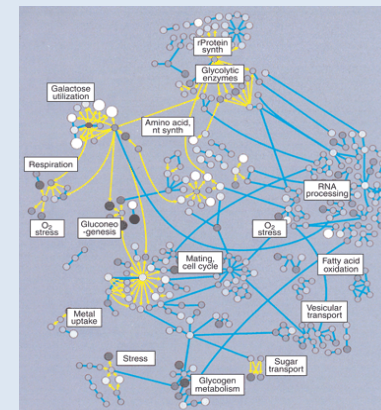 rProtein
synth
Glycolytic
enzymes
Galactose
utilization
Amino acid,
nt synth
Respiration
RNA
processing
O2
stress
Gluconeo
-genesis
O2
stress
Mating,
cell cycle
Fatty acid
oxidation
Metal
uptake
Vesicular
transport
Stress
Sugar
transport
Glycogen
metabolism